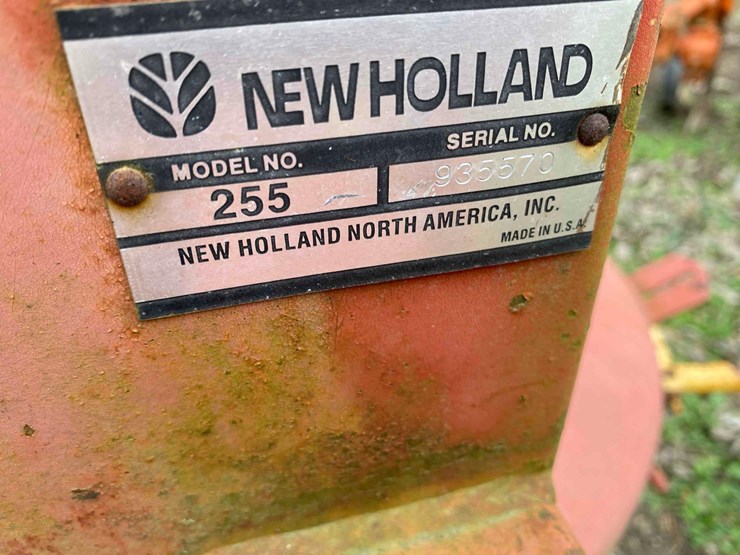 NEW HOLLAND
MODEL NO.
SERIAL NO.
255
935570
NEW HOLLAND NORTH AMERICA, INC.
MADE IN U.S.A.